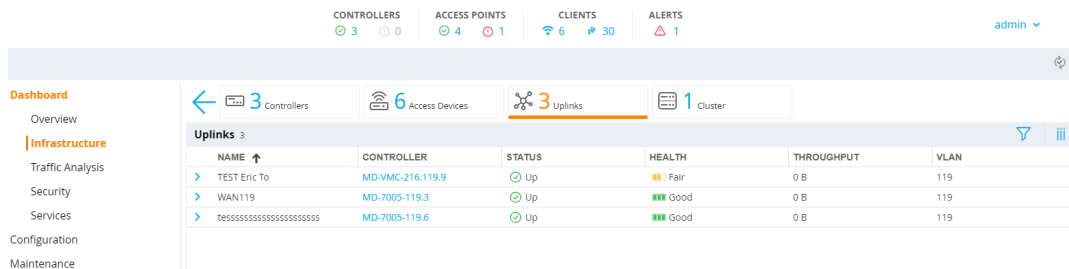 CONTROLLERS ACCESS POINTS CLIENTS ALERTS
3 0 4 1 6 30 1
admin
Dashboard
Overview
Infrastructure
Traffic Analysis
Security
Services
Configuration
Maintenance
3 Controllers 6 Access Devices 3 Uplinks 1 Cluster
Uplinks 3
NAME CONTROLLER STATUS HEALTH THROUGHPUT VLAN
TEST Eric To MD-VMC-216.119.9 Up Fair 0 B 119
WAN119 MD-7005-119.3 Up Good 0 B 119
MD-7005-119.6 Up Good 0 B 119